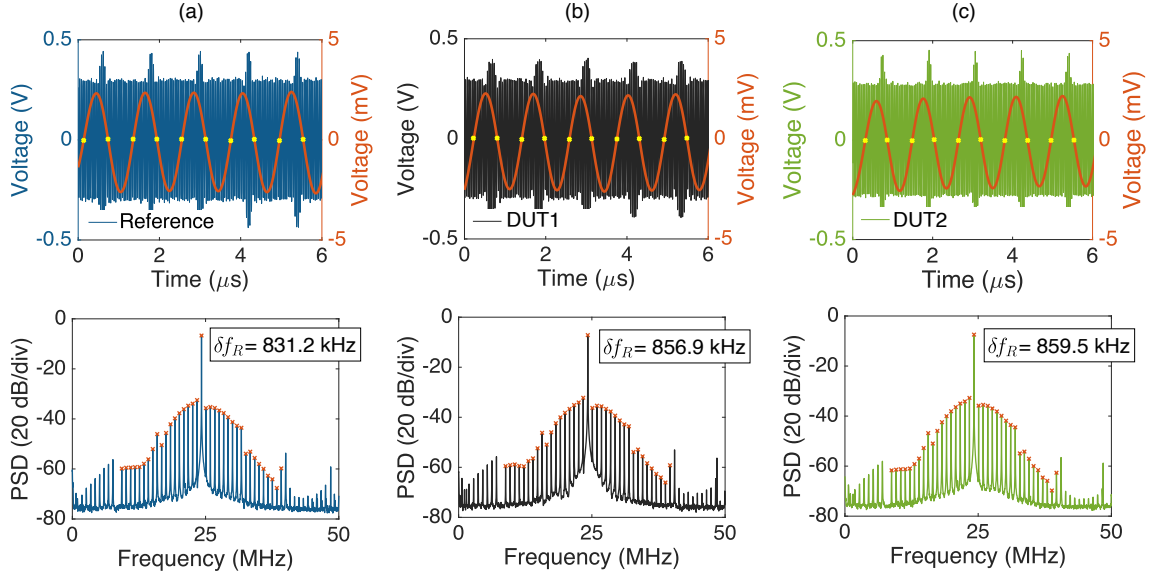 (a)
(b)
(c)
0.5
0
-0.5
Voltage (V)
5
0
-5
Voltage (mV)
Reference
0 2 4 6
Time (μs)
0.5
0
-0.5
Voltage (V)
5
0
-5
Voltage (mV)
DUT1
0 2 4 6
Time (μs)
0.5
0
-0.5
Voltage (V)
5
0
-5
Voltage (mV)
DUT2
0 2 4 6
Time (μs)
0
-20
-40
-60
-80
PSD (20 dB/div)
δf_R = 831.2 kHz
0 25 50
Frequency (MHz)
0
-20
-40
-60
-80
PSD (20 dB/div)
δf_R = 856.9 kHz
0 25 50
Frequency (MHz)
0
-20
-40
-60
-80
PSD (20 dB/div)
δf_R = 859.5 kHz
0 25 50
Frequency (MHz)